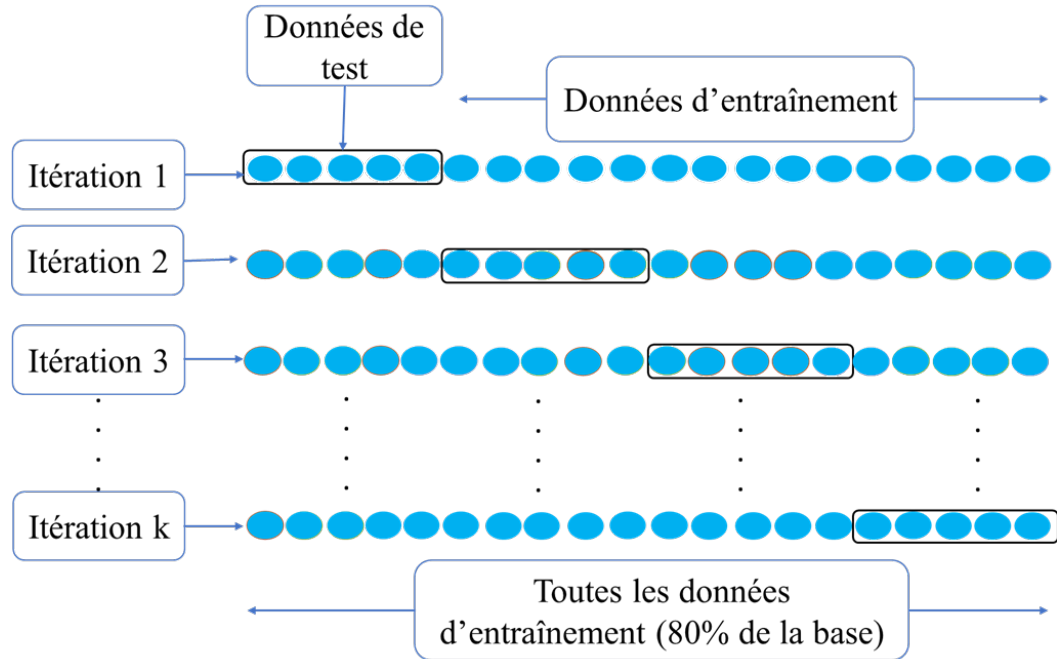 Données de
test
Données d'entraînement
Itération 1
Itération 2
Itération 3
Itération k
Toutes les données
d'entraînement (80% de la base)